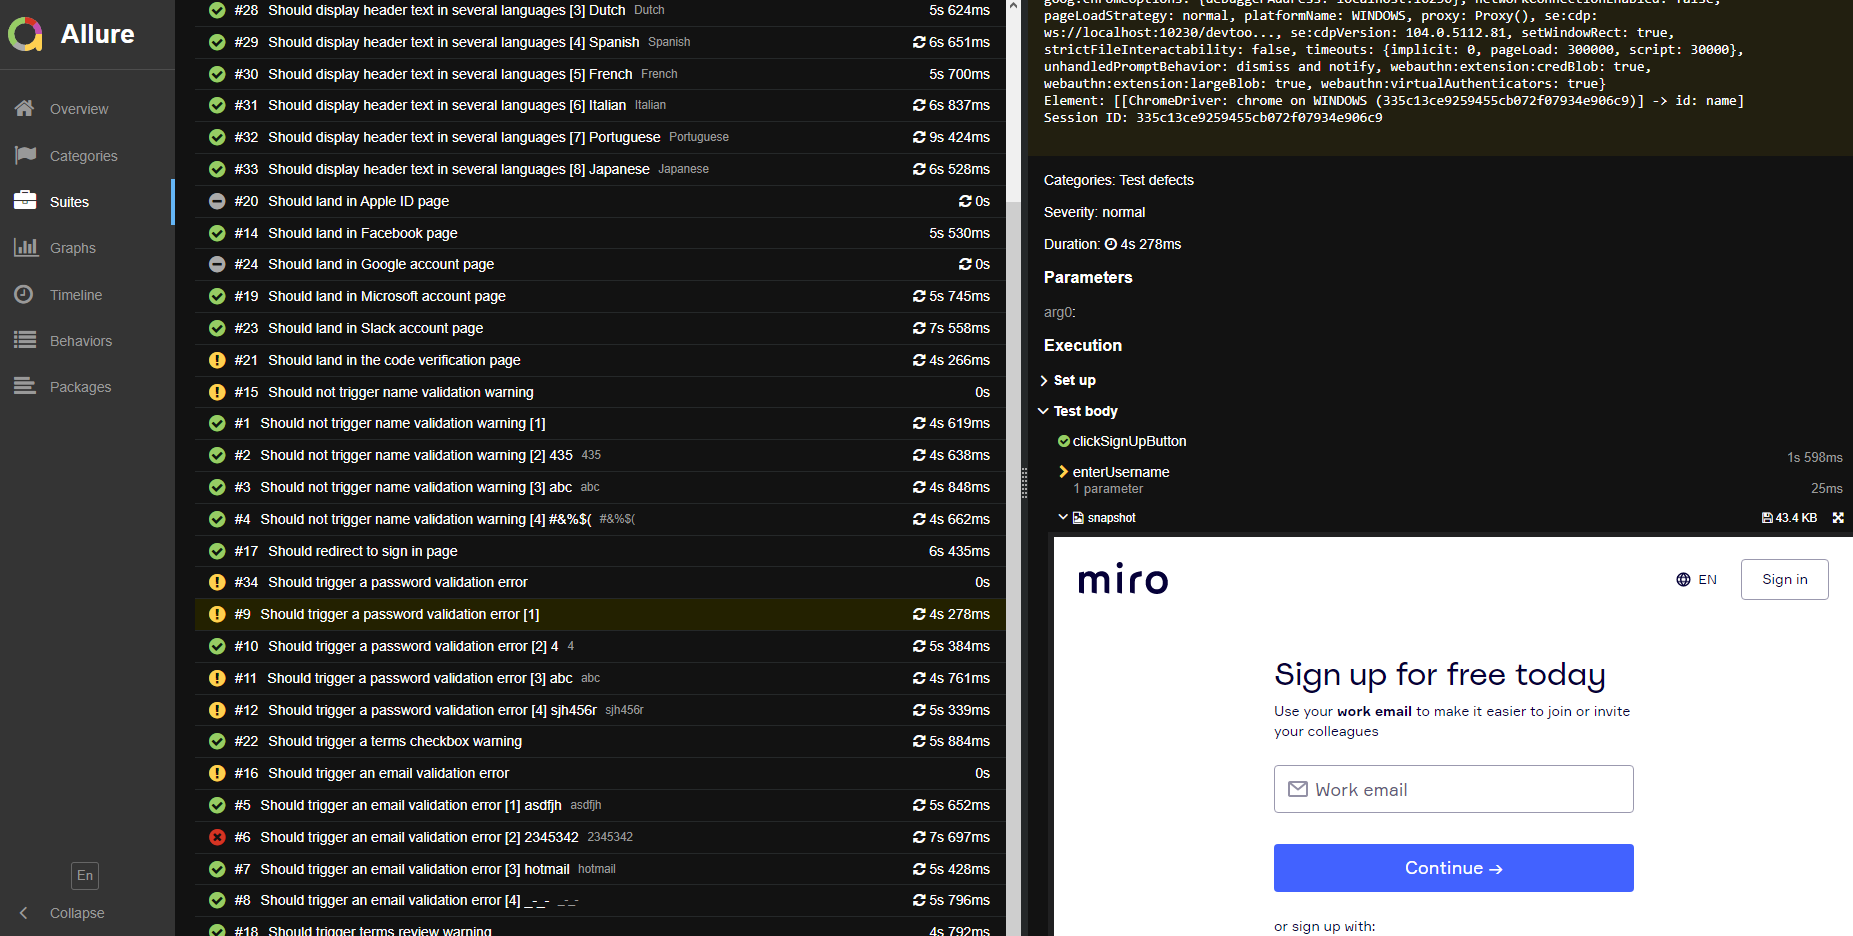 Allure
Overview
Categories
Suites
Graphs
Timeline
Behaviors
Packages
En
Collapse
#28 Should display header text in several languages [3] Dutch Dutch 5s 624ms
#29 Should display header text in several languages [4] Spanish Spanish 6s 651ms
#30 Should display header text in several languages [5] French French 5s 700ms
#31 Should display header text in several languages [6] Italian Italian 6s 837ms
#32 Should display header text in several languages [7] Portuguese Portuguese 9s 424ms
#33 Should display header text in several languages [8] Japanese Japanese 6s 528ms
#20 Should land in Apple ID page 0s
#14 Should land in Facebook page 5s 530ms
#24 Should land in Google account page 0s
#19 Should land in Microsoft account page 5s 745ms
#23 Should land in Slack account page 7s 558ms
#21 Should land in the code verification page 4s 266ms
#15 Should not trigger name validation warning 0s
#1 Should not trigger name validation warning [1] 4s 619ms
#2 Should not trigger name validation warning [2] 435 435 4s 638ms
#3 Should not trigger name validation warning [3] abc abc 4s 848ms
#4 Should not trigger name validation warning [4] #&%$( #&%$( 4s 662ms
#17 Should redirect to sign in page 6s 435ms
#34 Should trigger a password validation error 0s
#9 Should trigger a password validation error [1] 4s 278ms
#10 Should trigger a password validation error [2] 4 4 5s 384ms
#11 Should trigger a password validation error [3] abc abc 4s 761ms
#12 Should trigger a password validation error [4] sjh456r sjh456r 5s 339ms
#22 Should trigger a terms checkbox warning 5s 884ms
#16 Should trigger an email validation error 0s
#5 Should trigger an email validation error [1] asdfjh asdfjh 5s 652ms
#6 Should trigger an email validation error [2] 2345342 2345342 7s 697ms
#7 Should trigger an email validation error [3] hotmail hotmail 5s 428ms
#8 Should trigger an email validation error [4] _-_- _-_- 5s 796ms
#18 Should trigger terms review warning 4s 792ms
goog:chromeOptions: {debuggerAddress: localhost:10230}, networkConnectionEnabled: false,
pageLoadStrategy: normal, platformName: WINDOWS, proxy: Proxy(), se:cdp:
ws://localhost:10230/devtoo..., se:cdpVersion: 104.0.5112.81, setWindowRect: true,
strictFileInteractability: false, timeouts: {implicit: 0, pageLoad: 300000, script: 30000},
unhandledPromptBehavior: dismiss and notify, webauthn:extension:credBlob: true,
webauthn:extension:largeBlob: true, webauthn:virtualAuthenticators: true}
Element: [[ChromeDriver: chrome on WINDOWS (335c13ce9259455cb072f07934e906c9)] -> id: name]
Session ID: 335c13ce9259455cb072f07934e906c9
Categories: Test defects
Severity: normal
Duration: 4s 278ms
Parameters
arg0:
Execution
Set up
Test body
clickSignUpButton
1s 598ms
enterUsername
1 parameter 25ms
snapshot 43.4 KB
miro EN Sign in
Sign up for free today
Use your work email to make it easier to join or invite
your colleagues
Work email
Continue →
or sign up with: